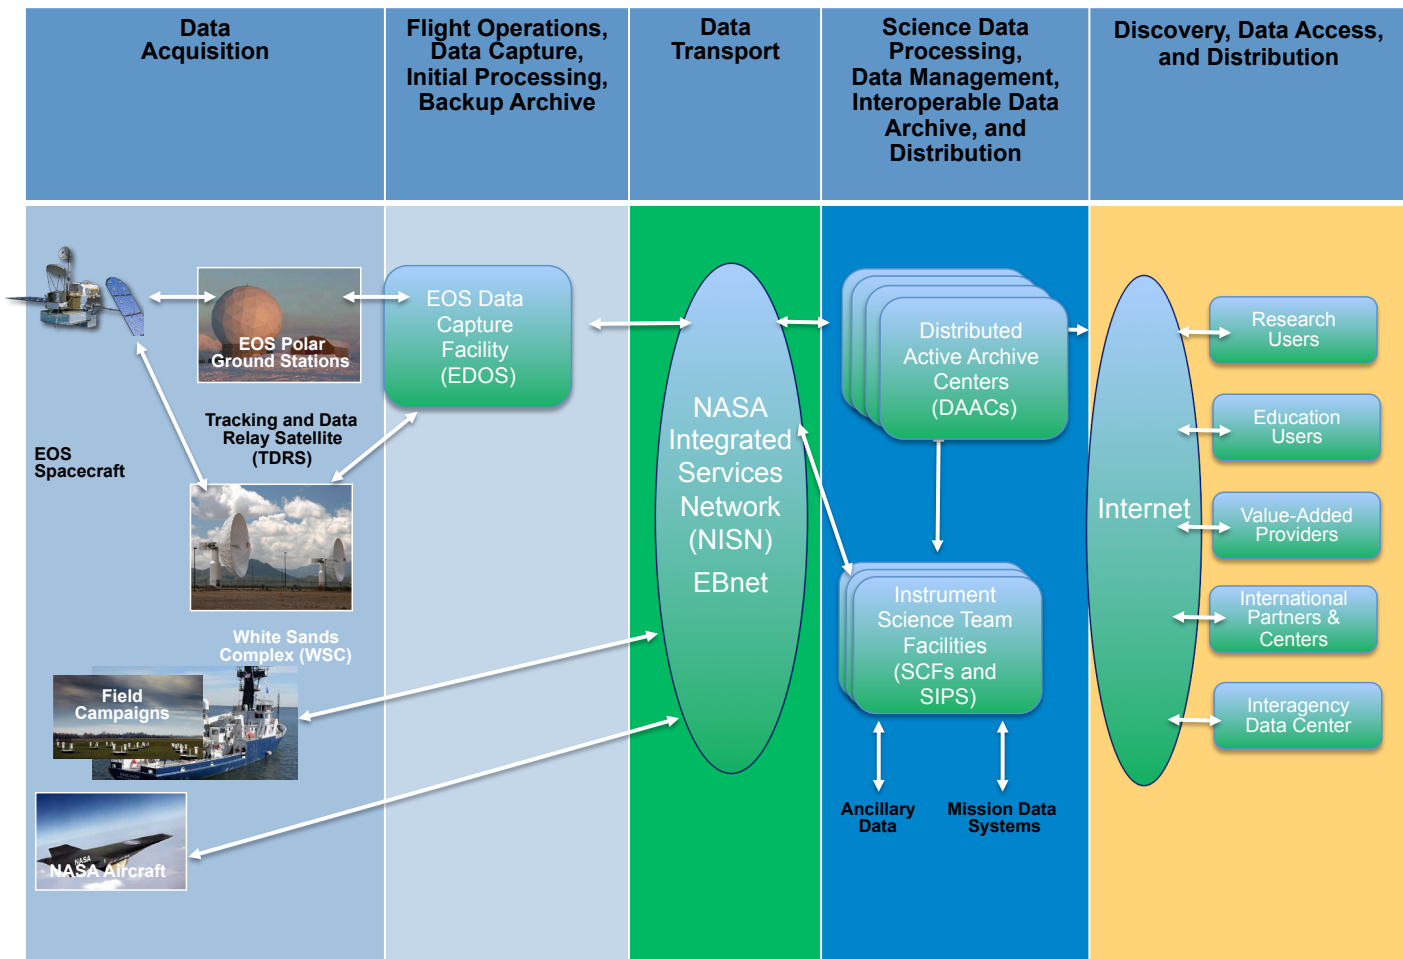 Data
Acquisition
Flight Operations,
Data Capture,
Initial Processing,
Backup Archive
Data
Transport
Science Data
Processing,
Data Management,
Interoperable Data
Archive, and
Distribution
Discovery, Data Access,
and Distribution
EOS Polar
Ground Stations
Tracking and Data
Relay Satellite
(TDRS)
EOS
Spacecraft
White Sands
Complex (WSC)
Field
Campaigns
NASA
NASA Aircraft
EOS Data
Capture
Facility
(EDOS)
NASA
Integrated
Services
Network
(NISN)
EBnet
Distributed
Active Archive
Centers
(DAACs)
Instrument
Science Team
Facilities
(SCFs and
SIPS)
Ancillary
Data
Mission Data
Systems
Internet
Research
Users
Education
Users
Value-Added
Providers
International
Partners &
Centers
Interagency
Data Center